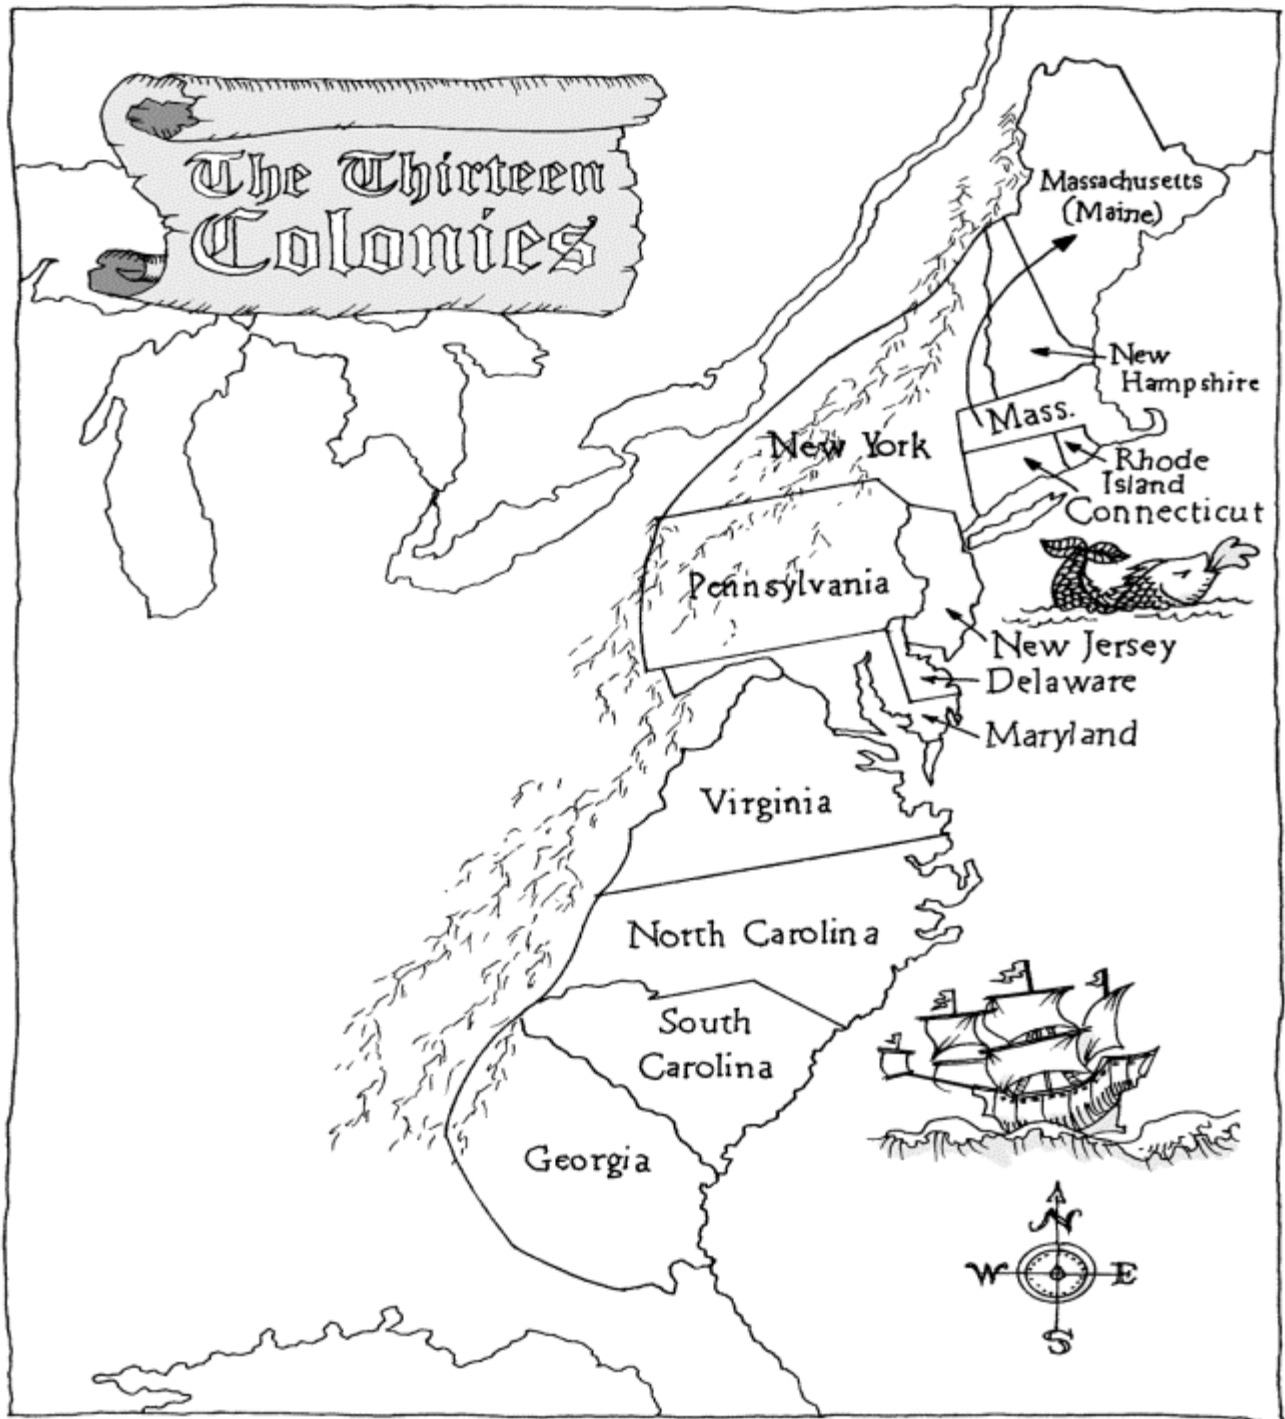 The Thirteen
Colonies
Massachusetts
(Maine)
New
Hampshire
Mass.
New York
Rhode
Island
Connecticut
Pennsylvania
New Jersey
Delaware
Maryland
Virginia
North Carolina
South
Carolina
Georgia
N
W E
S